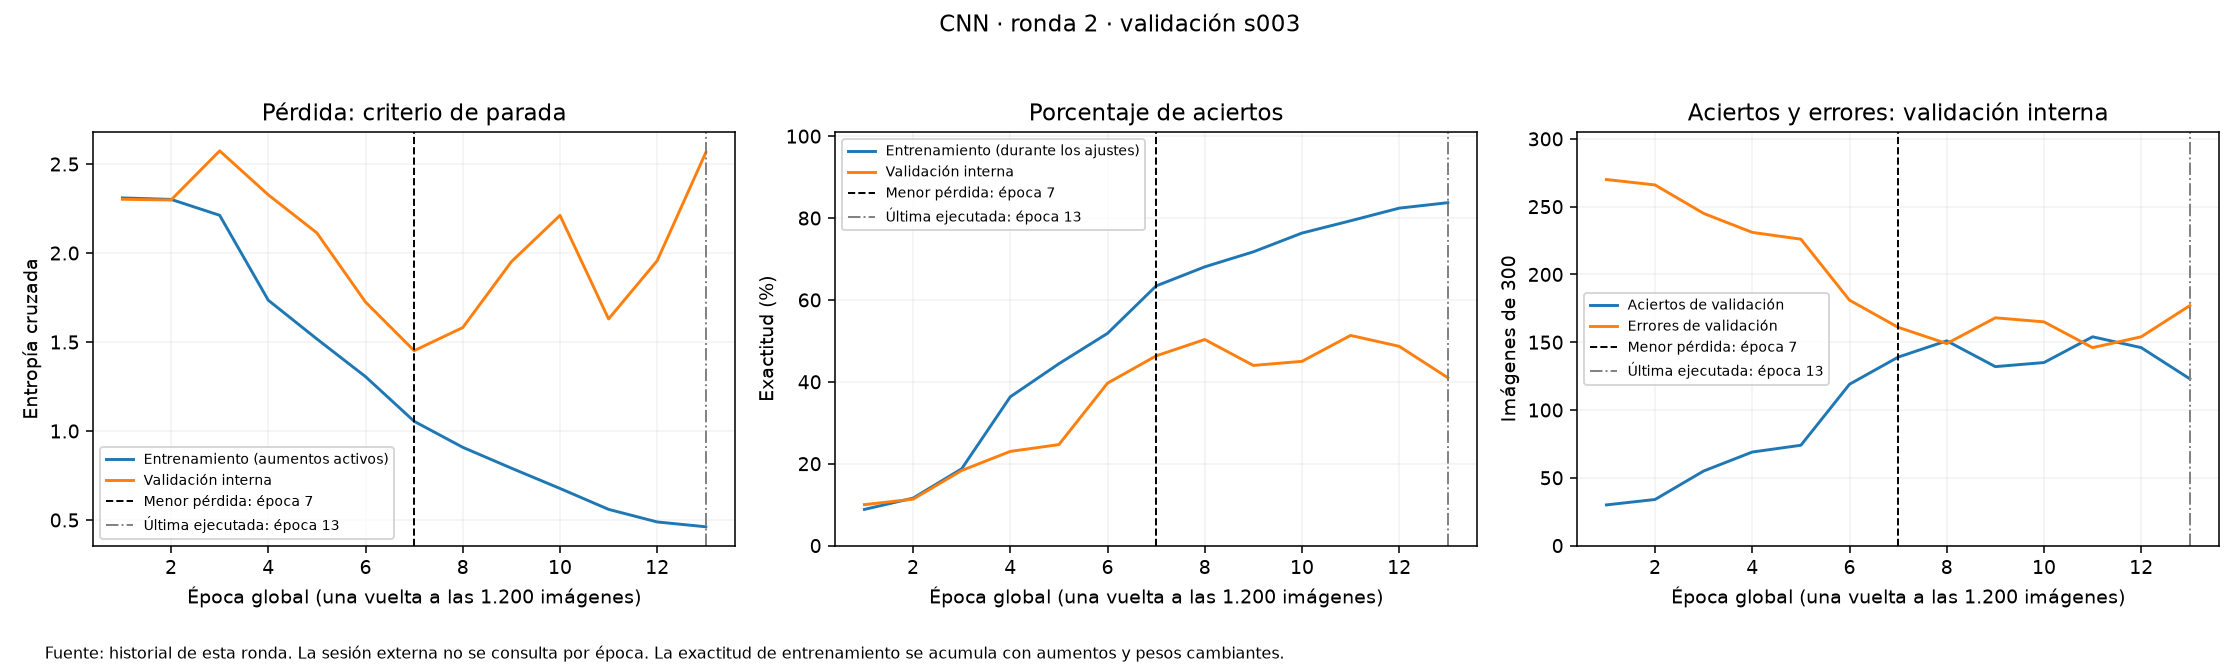 CNN · ronda 2 · validación s003
Pérdida: criterio de parada
Entropía cruzada
2.5
2.0
1.5
1.0
0.5
Entrenamiento (aumentos activos)
Validación interna
Menor pérdida: época 7
Última ejecutada: época 13
2 4 6 8 10 12
Época global (una vuelta a las 1.200 imágenes)
Porcentaje de aciertos
Exactitud (%)
100
80
60
40
20
0
Entrenamiento (durante los ajustes)
Validación interna
Menor pérdida: época 7
Última ejecutada: época 13
2 4 6 8 10 12
Época global (una vuelta a las 1.200 imágenes)
Aciertos y errores: validación interna
Imágenes de 300
300
250
200
150
100
50
0
Aciertos de validación
Errores de validación
Menor pérdida: época 7
Última ejecutada: época 13
2 4 6 8 10 12
Época global (una vuelta a las 1.200 imágenes)
Fuente: historial de esta ronda. La sesión externa no se consulta por época. La exactitud de entrenamiento se acumula con aumentos y pesos cambiantes.